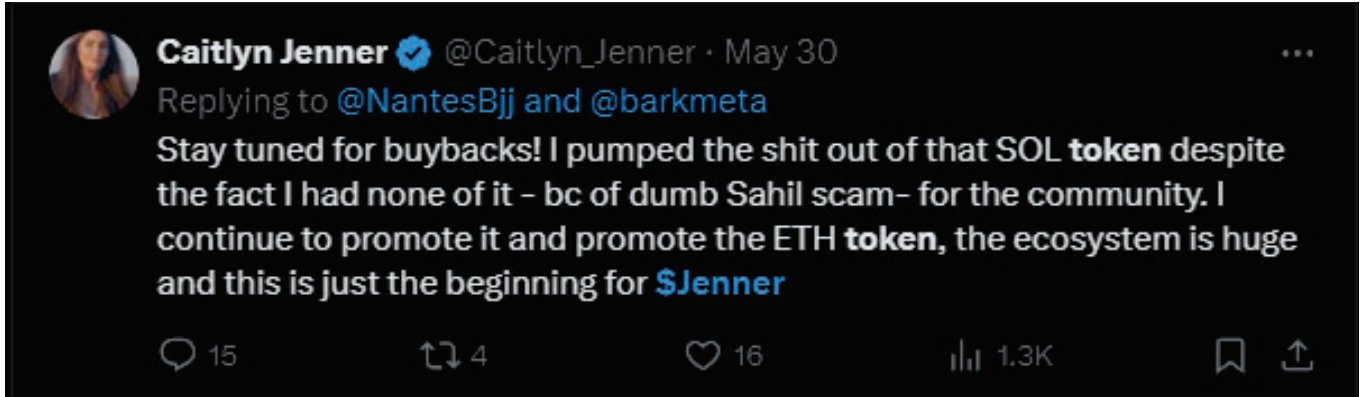 Caitlyn Jenner @Caitlyn_Jenner · May 30
Replying to @NantesBjj and @barkmeta
Stay tuned for buybacks! I pumped the shit out of that SOL token despite
the fact I had none of it - bc of dumb Sahil scam- for the community. I
continue to promote it and promote the ETH token, the ecosystem is huge
and this is just the beginning for $Jenner
15 4 16 1.3K